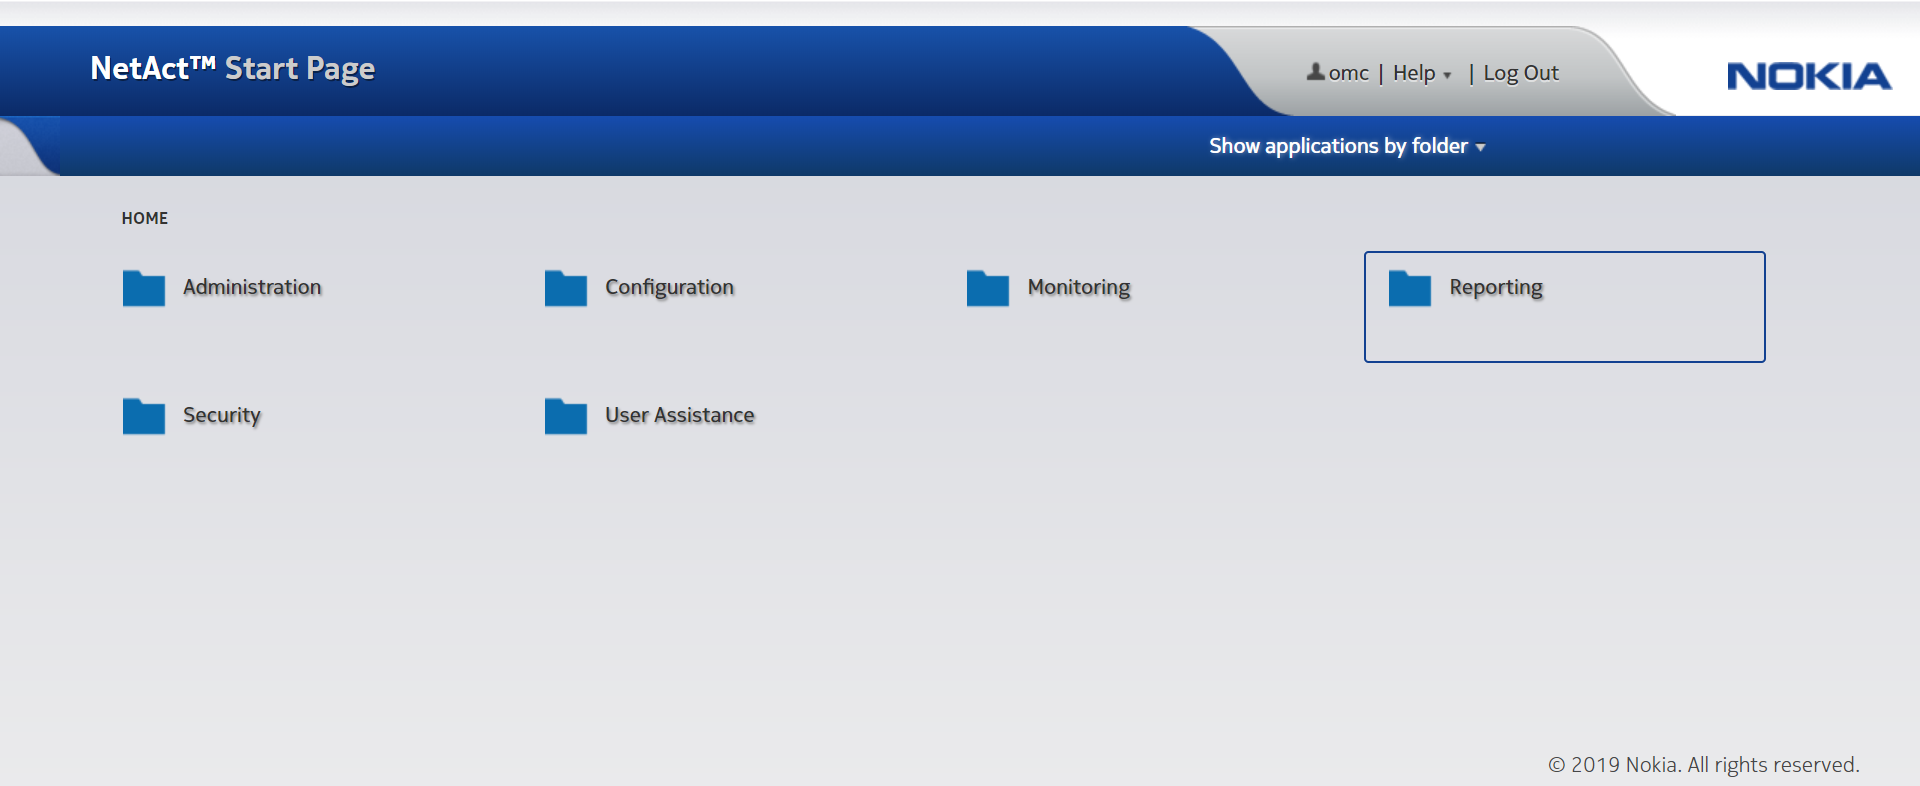 NetAct™ Start Page
omc | Help | Log Out
NOKIA
Show applications by folder
HOME
Administration
Configuration
Monitoring
Reporting
Security
User Assistance
© 2019 Nokia. All rights reserved.